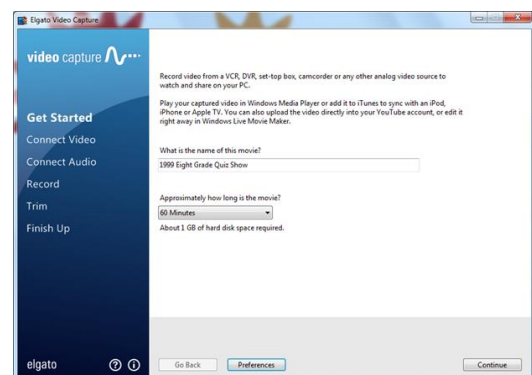 Elgato Video Capture
video capture
Get Started
Connect Video
Connect Audio
Record
Trim
Finish Up
elgato
Record video from a VCR, DVR, set-top box, camcorder or any other analog video source to
watch and share on your PC.
Play your captured video in Windows Media Player or add it to iTunes to sync with an iPod,
iPhone or Apple TV. You can also upload the video directly into your YouTube account, or edit it
right away in Windows Live Movie Maker.
What is the name of this movie?
1999 Eight Grade Quiz Show
Approximately how long is the movie?
60 Minutes
About 1 GB of hard disk space required.
Go Back
Preferences
Continue